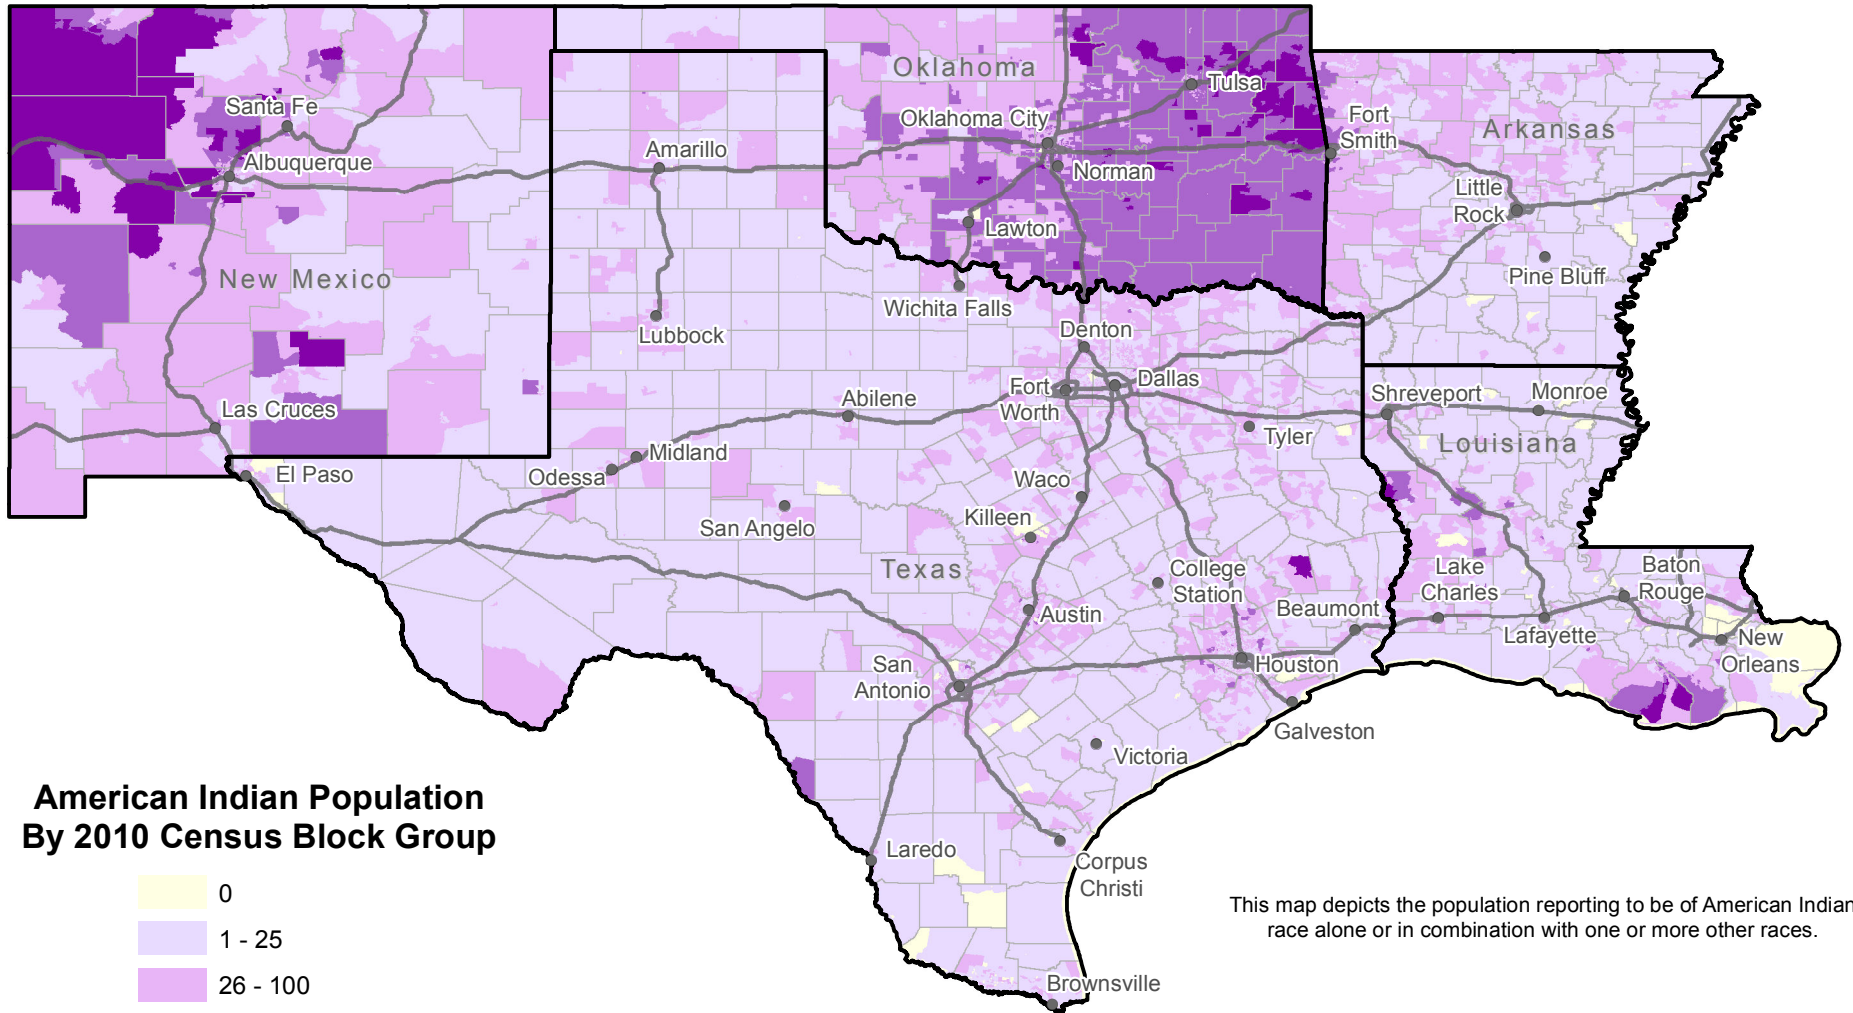 Oklahoma
Tulsa
Santa Fe
Oklahoma City
Fort
Smith
Arkansas
Albuquerque
Amarillo
Norman
Little
Rock
Lawton
New Mexico
Pine Bluff
Wichita Falls
Lubbock
Denton
Dallas
Fort
Worth
Shreveport
Monroe
Las Cruces
Abilene
Tyler
Louisiana
Midland
El Paso
Odessa
Waco
San Angelo
Killeen
Texas
College
Station
Lake
Charles
Baton
Rouge
Austin
Beaumont
Lafayette
New
Orleans
San
Antonio
Houston
Galveston
Victoria
American Indian Population
By 2010 Census Block Group
Laredo
Corpus
Christi
0
1 - 25
26 - 100
This map depicts the population reporting to be of American Indian
race alone or in combination with one or more other races.
Brownsville